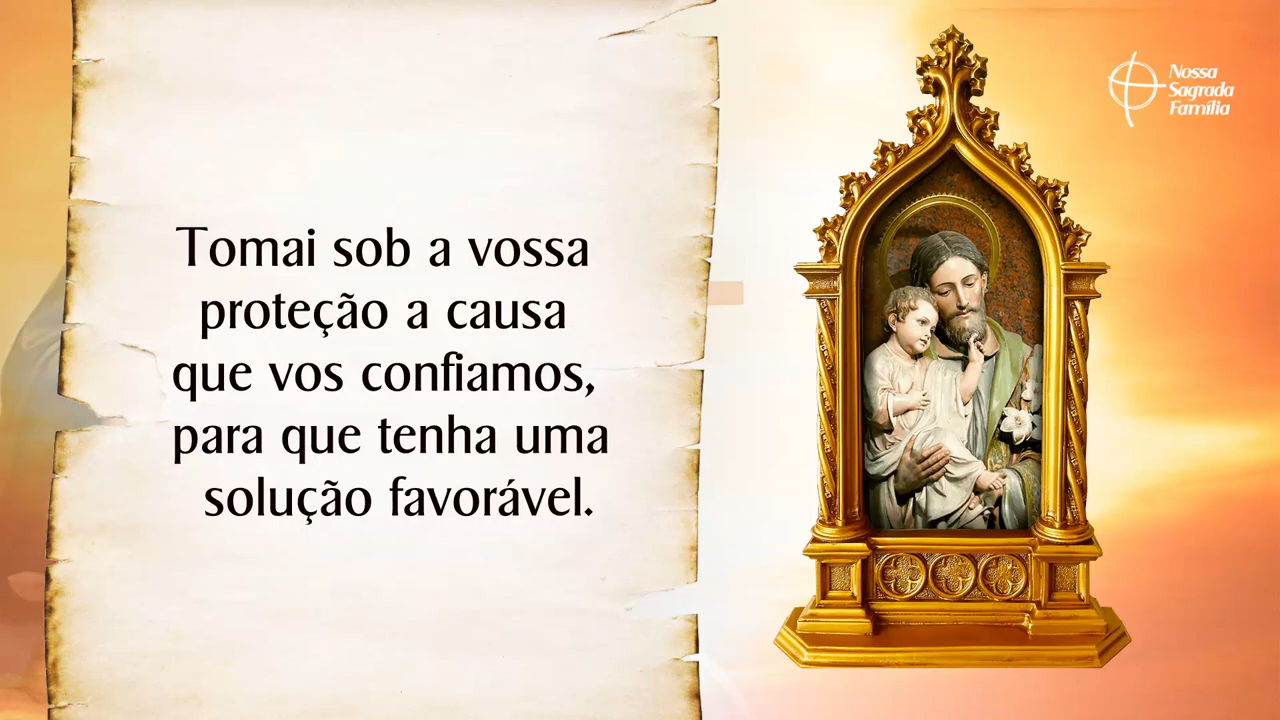 Tomai sob a vossa
proteção a causa
que vos confiamos,
para que tenha uma
solução favorável.
Nossa
Sagrada
Família